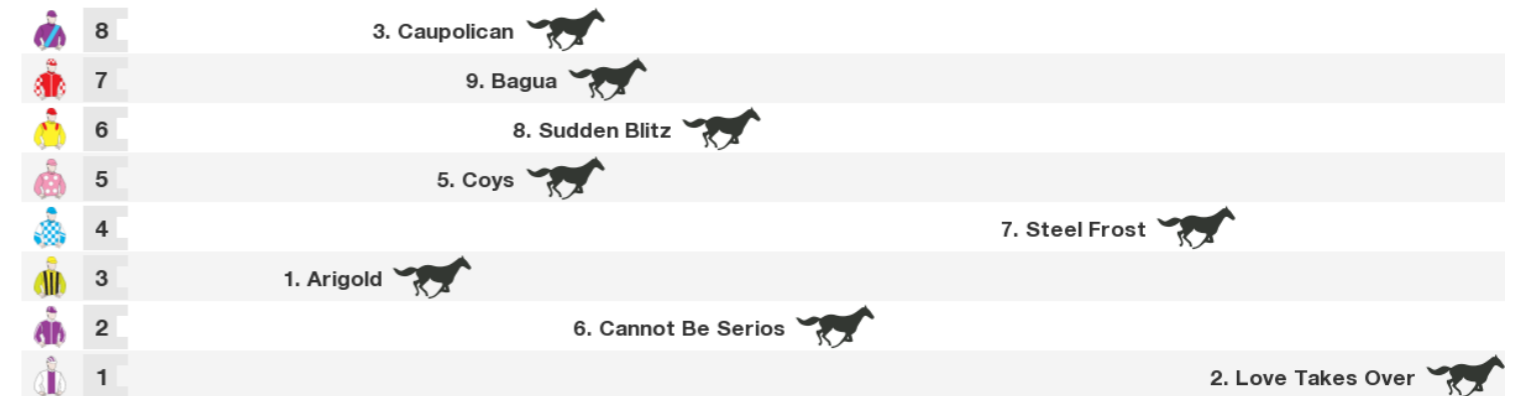 8 3. Caupolican
7 9. Bagua
6 8. Sudden Blitz
5 5. Coys
4 7. Steel Frost
3 1. Arigold
2 6. Cannot Be Serios
1 2. Love Takes Over